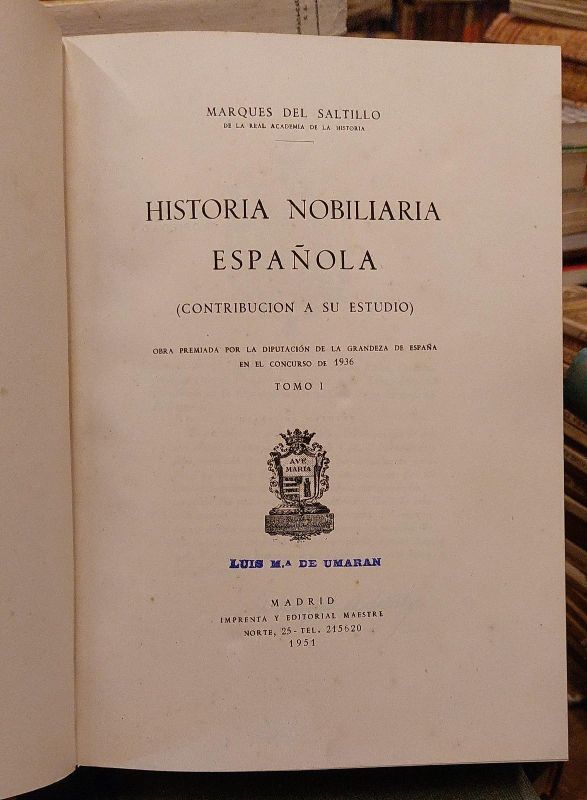 MARQUES DEL SALTILLO
DE LA REAL ACADEMIA DE LA HISTORIA
HISTORIA NOBILIARIA
ESPAÑOLA
(CONTRIBUCION A SU ESTUDIO)
OBRA PREMIADA POR LA DIPUTACIÓN DE LA GRANDEZA DE ESPAÑA
EN EL CONCURSO DE 1936
TOMO I
AVE
MARIA
LUIS M.ª DE UMARAN
MADRID
IMPRENTA Y EDITORIAL MAESTRE
NORTE, 25 - TEL. 215620
1951